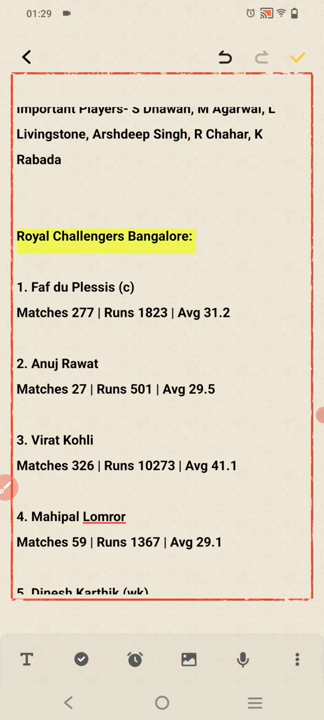 01:29
Important Players- S Dhawan, M Agarwal, L
Livingstone, Arshdeep Singh, R Chahar, K
Rabada
Royal Challengers Bangalore:
1. Faf du Plessis (c)
Matches 277 | Runs 1823 | Avg 31.2
2. Anuj Rawat
Matches 27 | Runs 501 | Avg 29.5
3. Virat Kohli
Matches 326 | Runs 10273 | Avg 41.1
4. Mahipal Lomror
Matches 59 | Runs 1367 | Avg 29.1
5. Dinesh Karthik (wk)
T